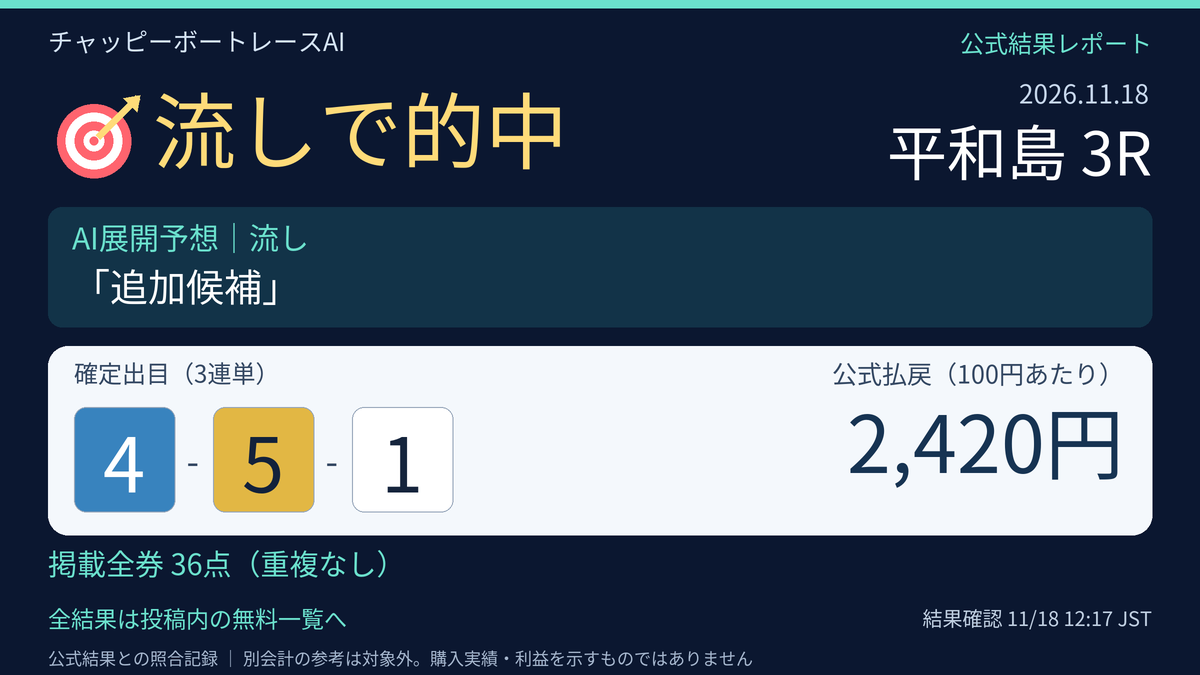 チャッピーボートレースAI
公式結果レポート
2026.11.18
流しで的中
平和島 3R
AI展開予想｜流し
「追加候補」
確定出目（3連単）
公式払戻（100円あたり）
4 - 5 - 1
2,420円
掲載全券 36点（重複なし）
全結果は投稿内の無料一覧へ
結果確認 11/18 12:17 JST
公式結果との照合記録｜別会計の参考は対象外。購入実績・利益を示すものではありません